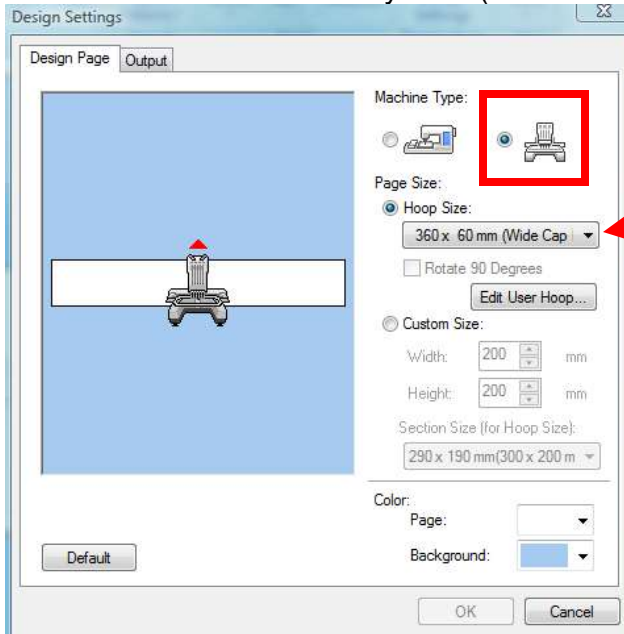 Design Settings
Design Page Output
Machine Type:
Page Size:
Hoop Size:
360 x 60 mm (Wide Cap
Rotate 90 Degrees
Edit User Hoop...
Custom Size:
Width: 200 mm
Height: 200 mm
Section Size (for Hoop Size):
290 x 190 mm(300 x 200 m
Color:
Page:
Default
Background:
OK Cancel